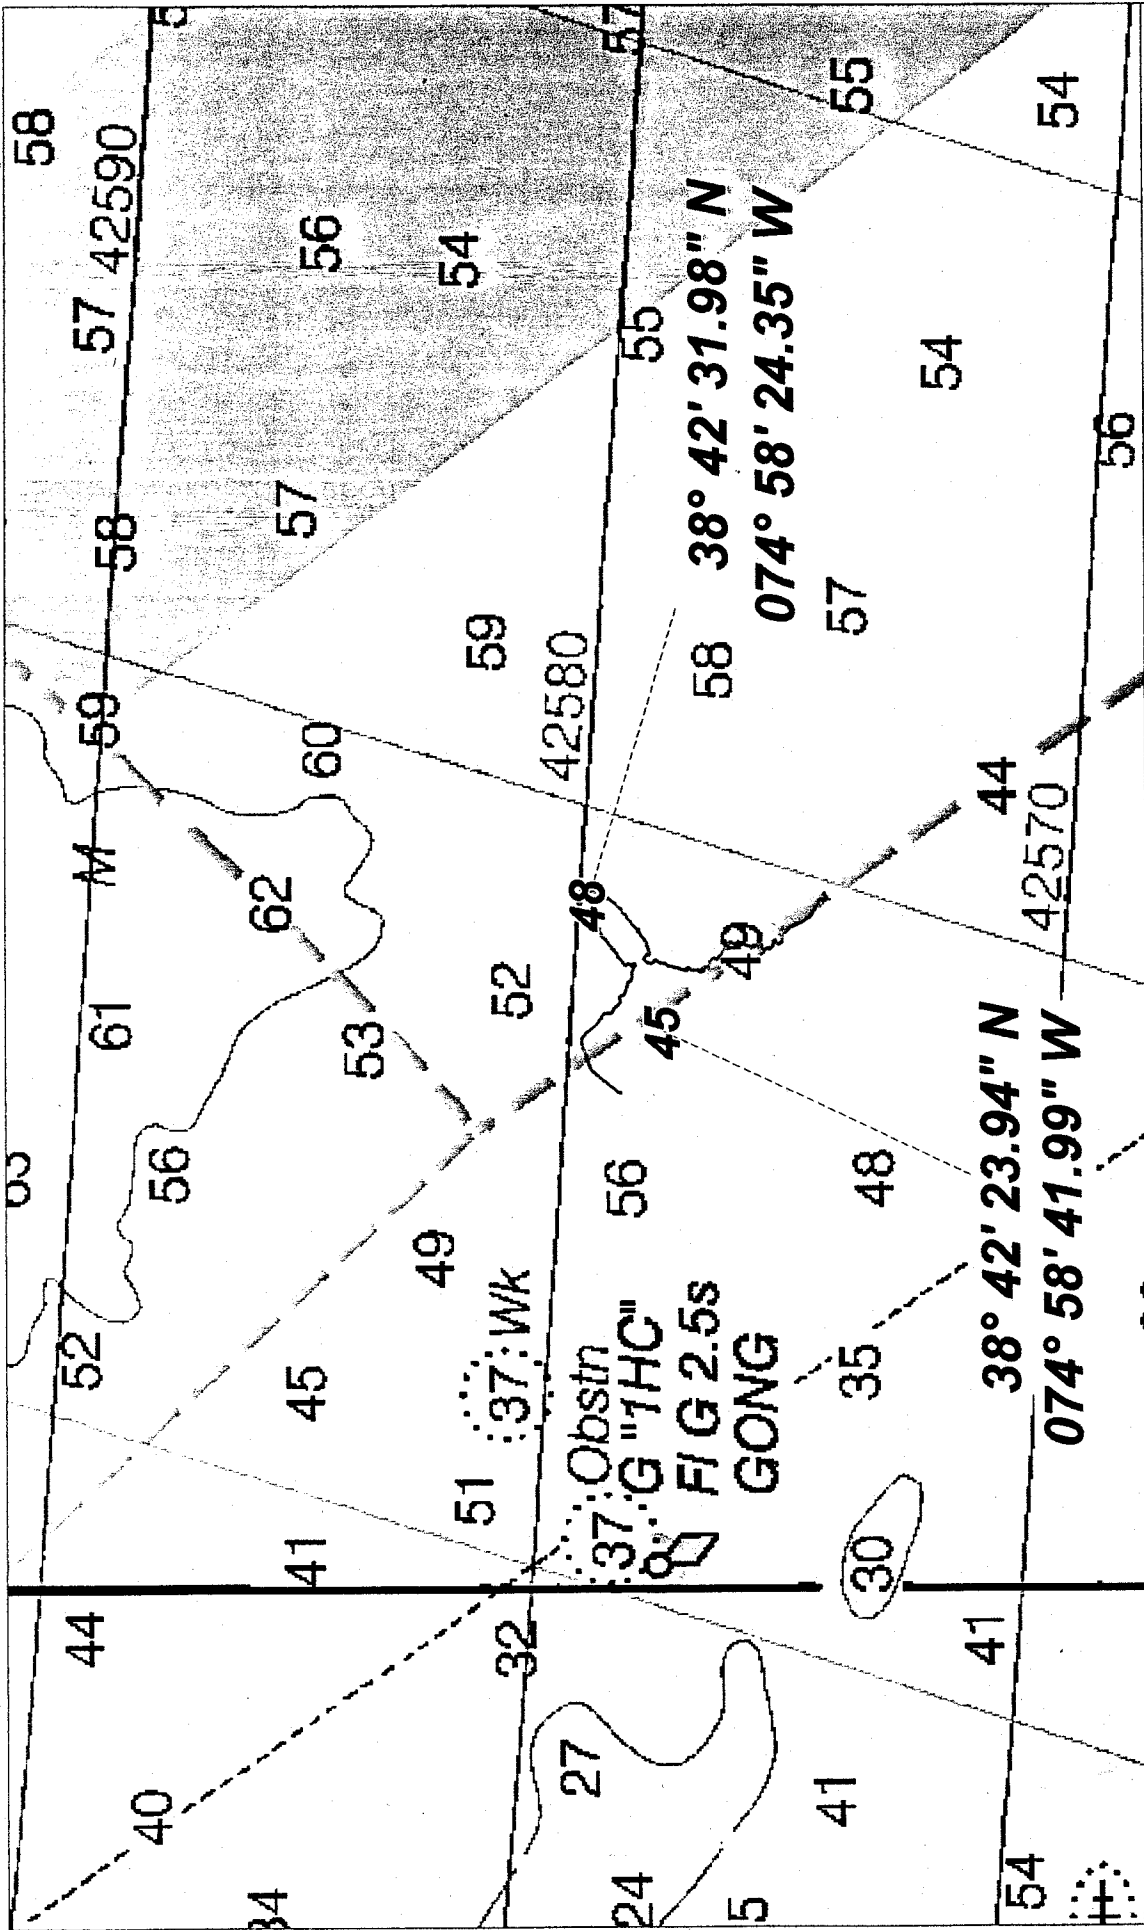 58
44 52 61 M 59 58 57 42590
40 56
62
41 45 60 57 56
53
49 54
51 37 Wk 52 59
32
27 Obstn 48 42580
37 G "1HC" 56 45 55 57
24 Fl G 2.5s 58 38° 42' 31.98" N
5 GONG 49 074° 58' 24.35" W
41 57 55
30 35 48 54
41 38° 42' 23.94" N 44
54 074° 58' 41.99" W 42570 54
56